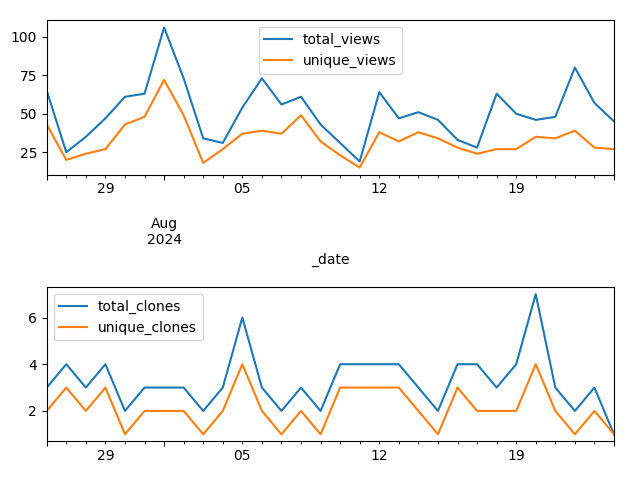 100
75
50
25
total_views
unique_views
29
05
12
19
Aug
2024
_date
6
4
2
total_clones
unique_clones
29
05
12
19